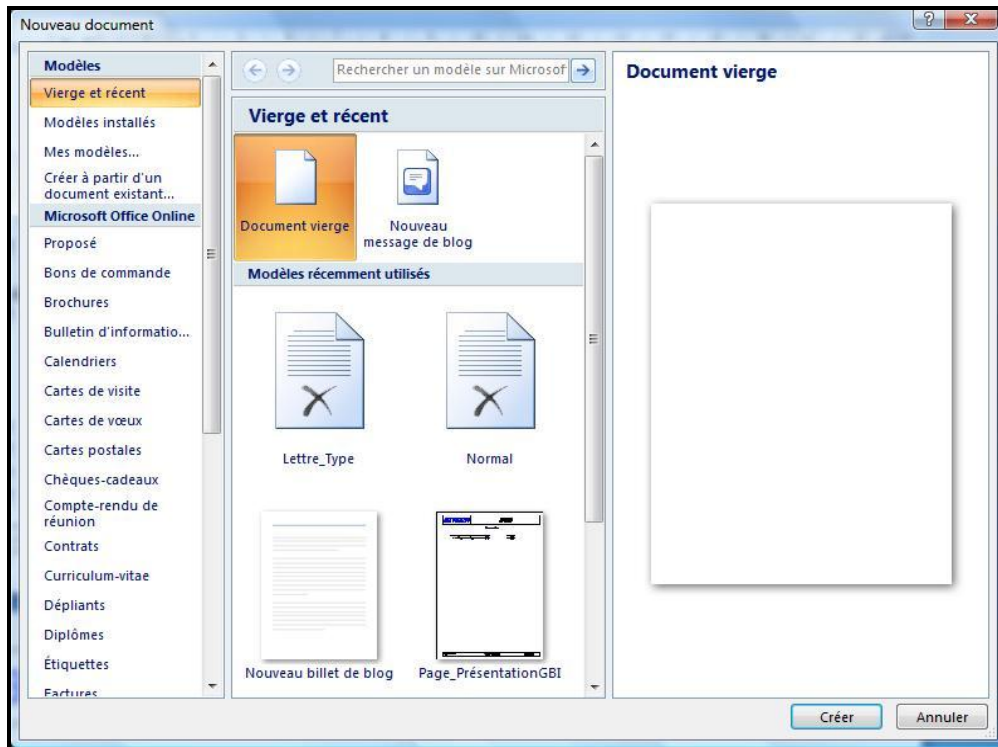 Nouveau document
Modèles
Vierge et récent
Modèles installés
Mes modèles...
Créer à partir d'un
document existant...
Microsoft Office Online
Proposé
Bons de commande
Brochures
Bulletin d'informatio...
Calendriers
Cartes de visite
Cartes de vœux
Cartes postales
Chèques-cadeaux
Compte-rendu de
réunion
Contrats
Curriculum-vitae
Dépliants
Diplômes
Étiquettes
Factures
Rechercher un modèle sur Microsof
Vierge et récent
Document vierge
Nouveau
message de blog
Modèles récemment utilisés
Lettre_Type
Normal
Nouveau billet de blog
Page_PrésentationGBI
Document vierge
Créer
Annuler